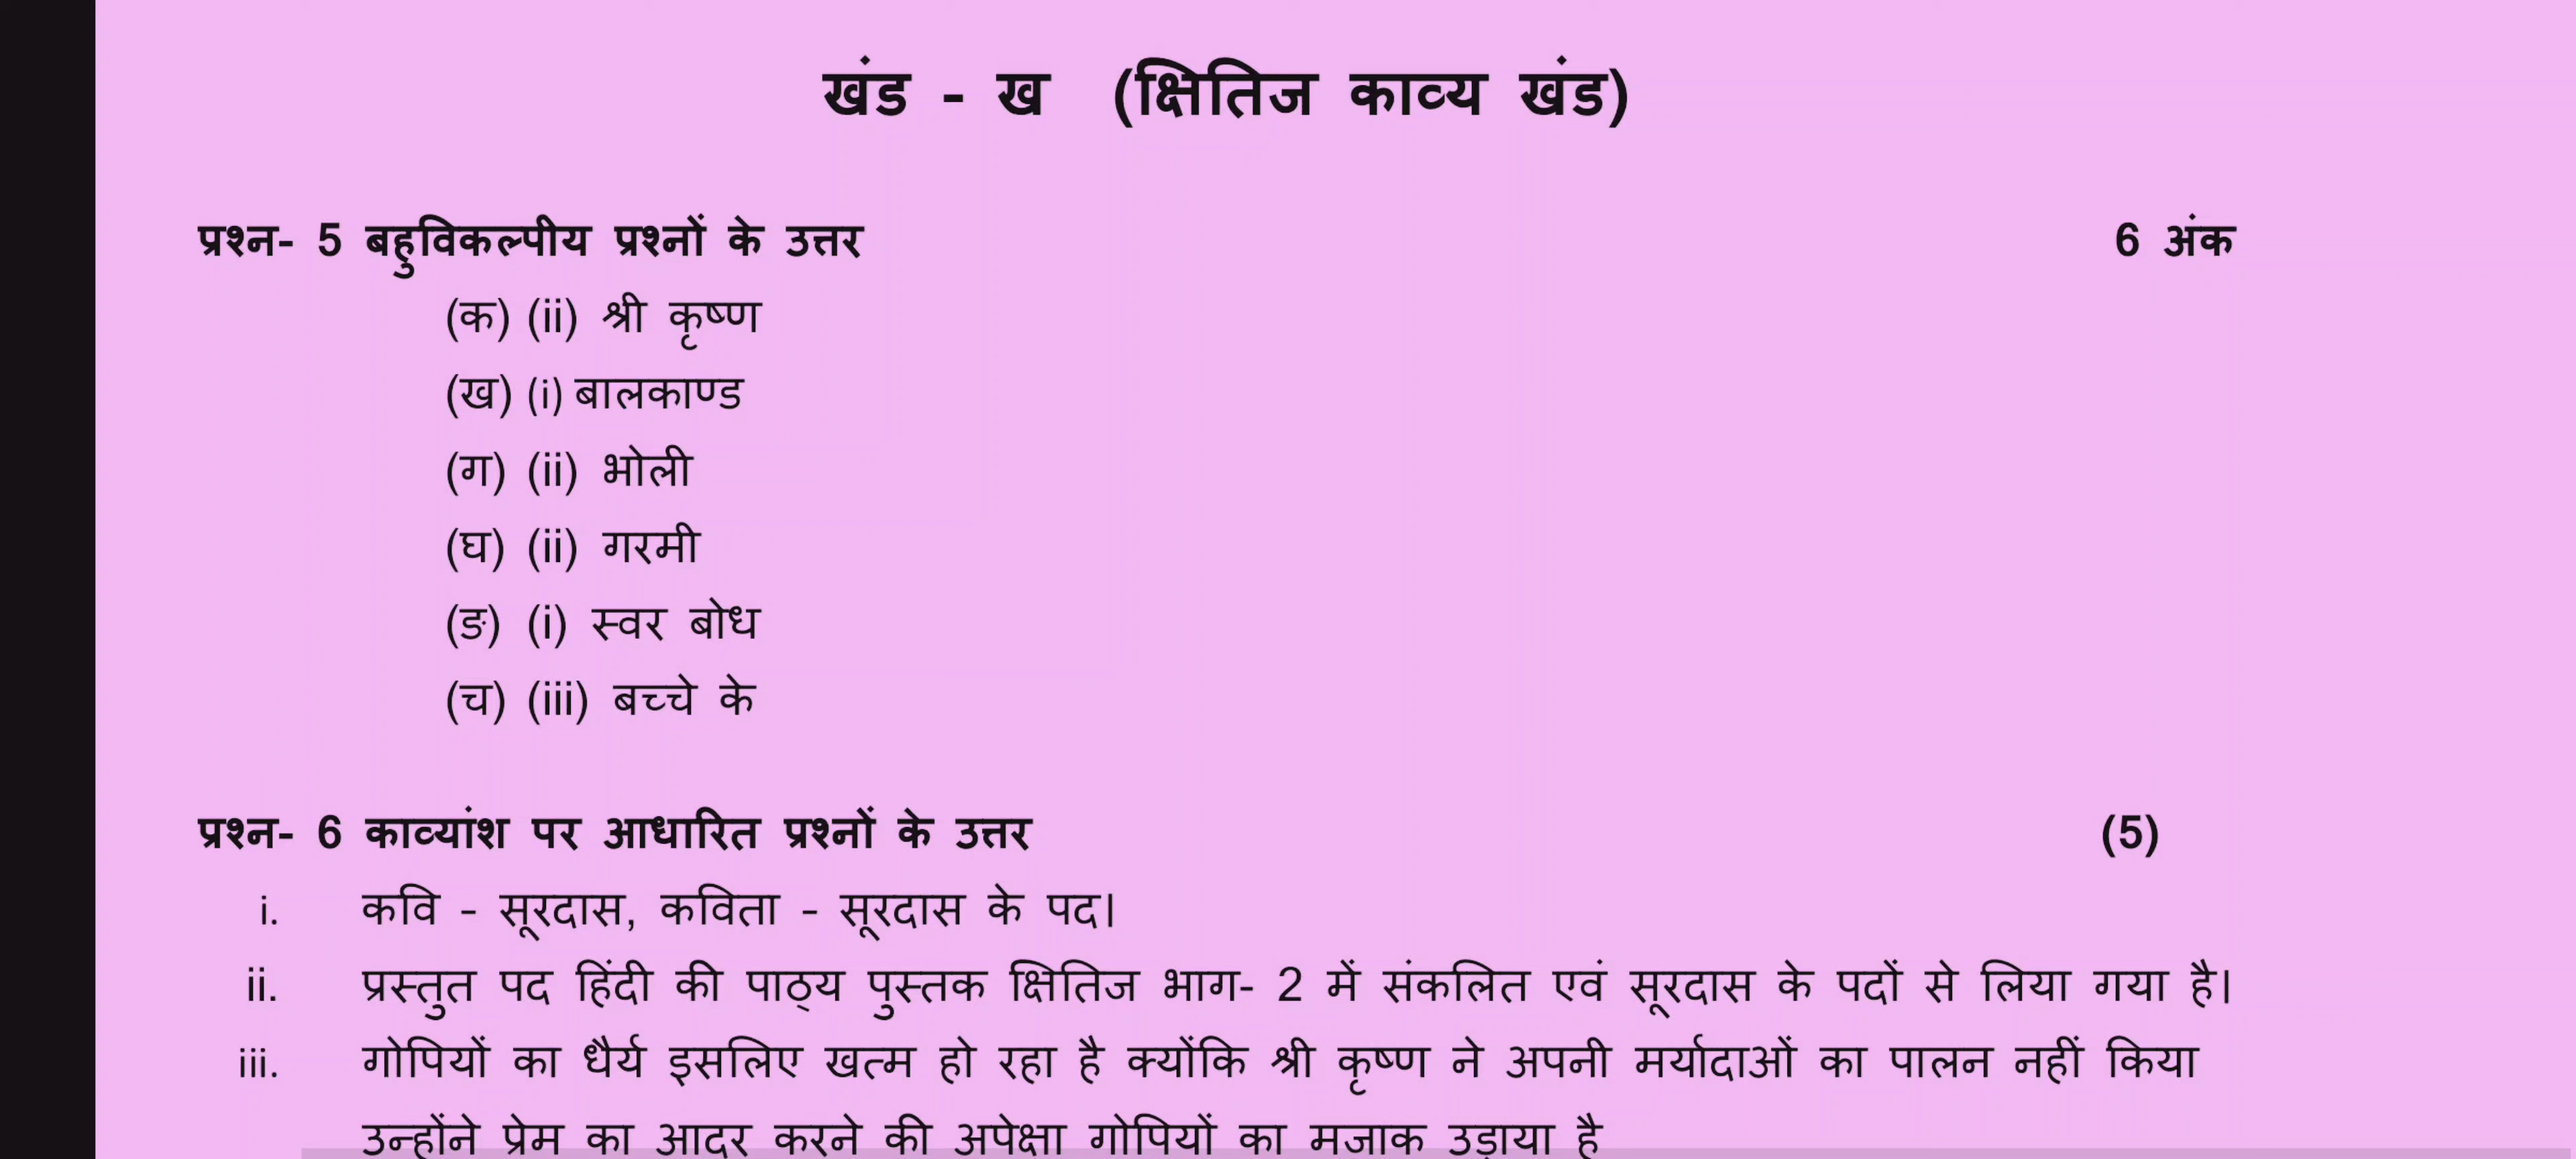 खंड - ख (क्षितिज काव्य खंड)
प्रश्न- 5 बहुविकल्पीय प्रश्नों के उत्तर 6 अंक
(क) (ii) श्री कृष्ण
(ख) (i) बालकाण्ड
(ग) (ii) भोली
(घ) (ii) गरमी
(ङ) (i) स्वर बोध
(च) (iii) बच्चे के
प्रश्न- 6 काव्यांश पर आधारित प्रश्नों के उत्तर (5)
i. कवि - सूरदास, कविता - सूरदास के पद।
ii. प्रस्तुत पद हिंदी की पाठ्य पुस्तक क्षितिज भाग- 2 में संकलित एवं सूरदास के पदों से लिया गया है।
iii. गोपियों का धैर्य इसलिए खत्म हो रहा है क्योंकि श्री कृष्ण ने अपनी मर्यादाओं का पालन नहीं किया
उन्होंने प्रेम का आदर करने की अपेक्षा गोपियों का मजाक उड़ाया है